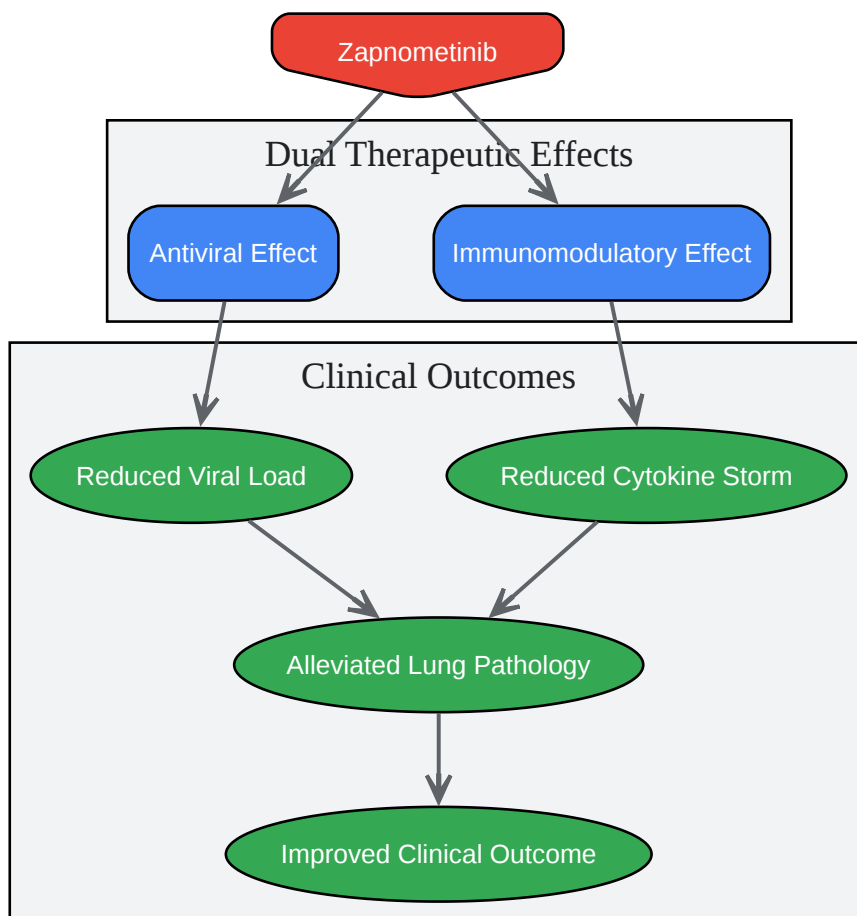 Zapnometinib
Dual Therapeutic Effects
Antiviral Effect
Immunomodulatory Effect
Clinical Outcomes
Reduced Viral Load
Reduced Cytokine Storm
Alleviated Lung Pathology
Improved Clinical Outcome